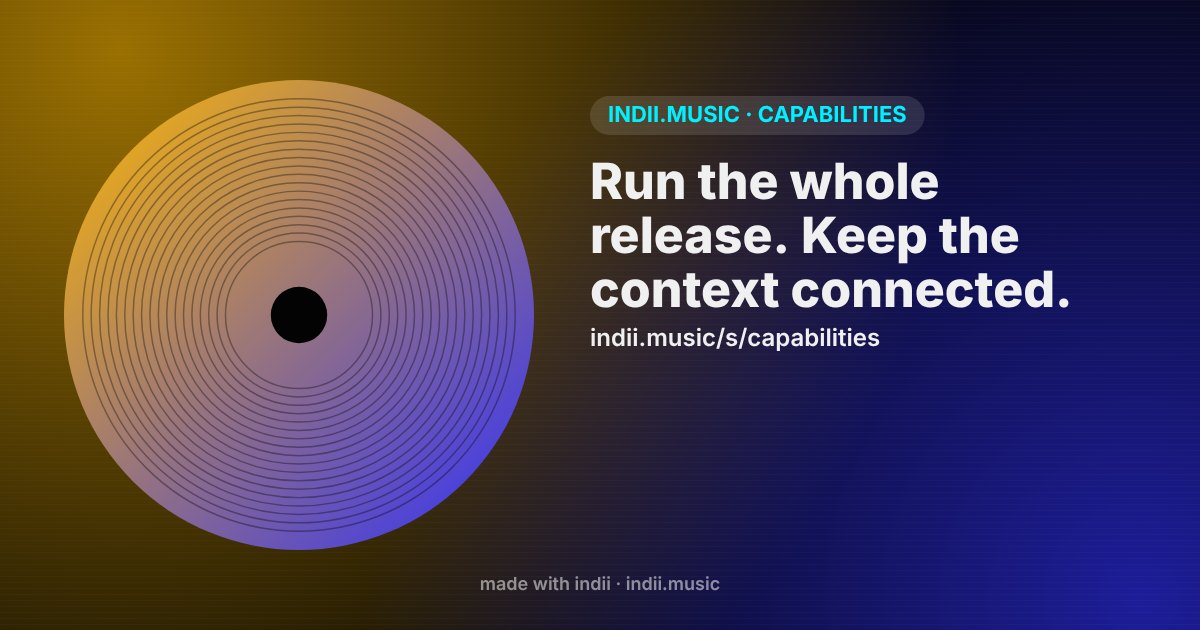 INDII.MUSIC · CAPABILITIES
Run the whole
release. Keep the
context connected.
indii.music/s/capabilities
made with indii · indii.music